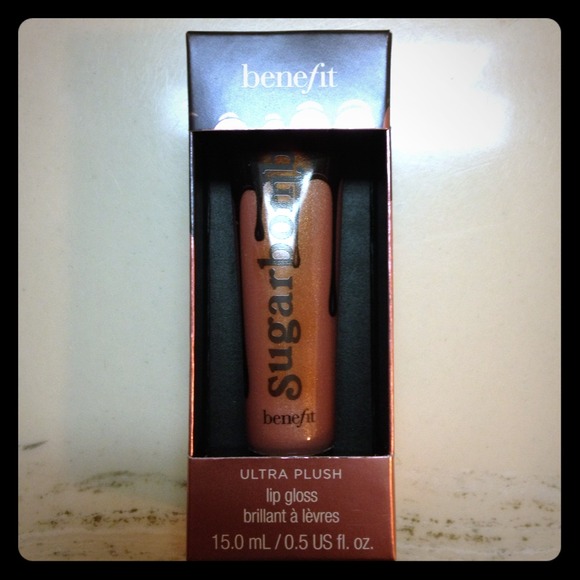 benefit
Sugarbomb
benefit
ULTRA PLUSH
lip gloss
brillant à lèvres
15.0 mL / 0.5 US fl. oz.